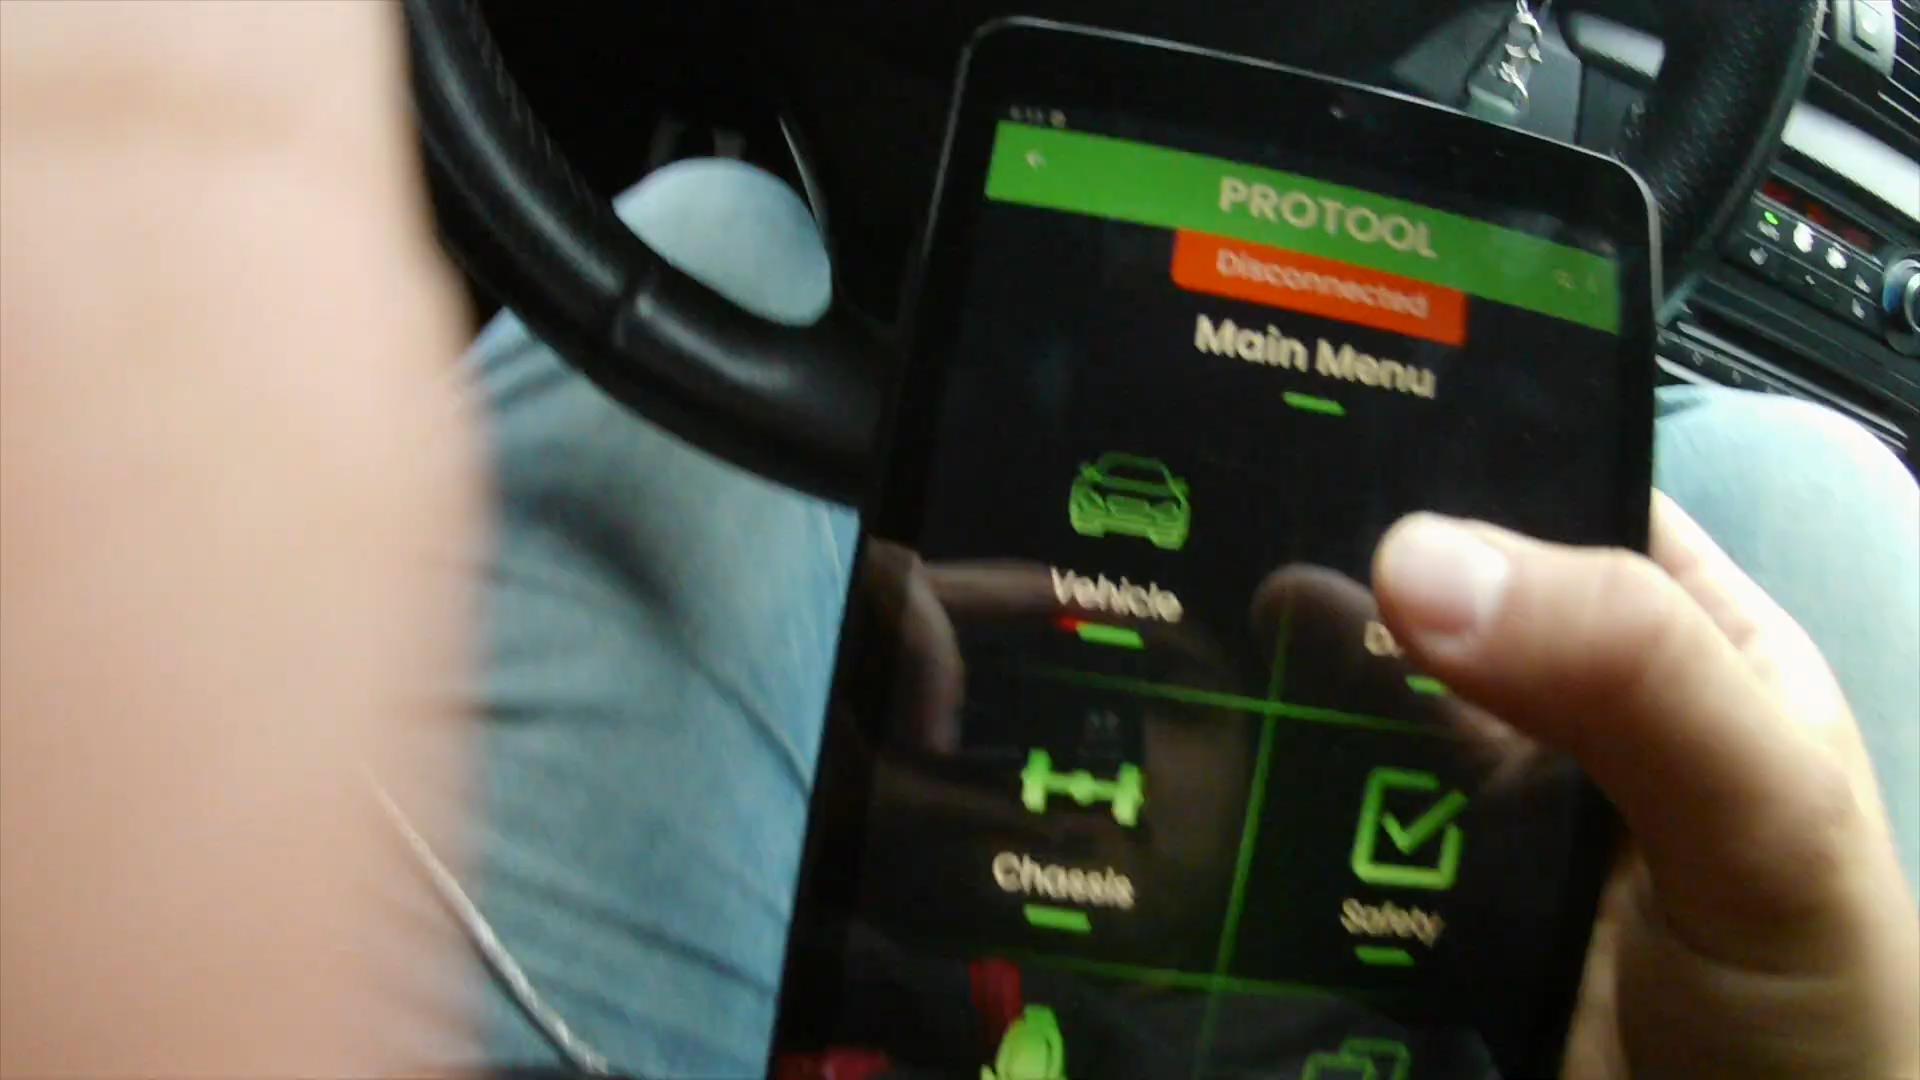 PROTOOL
Disconnected
Main Menu
Vehicle
Chassis
Safety